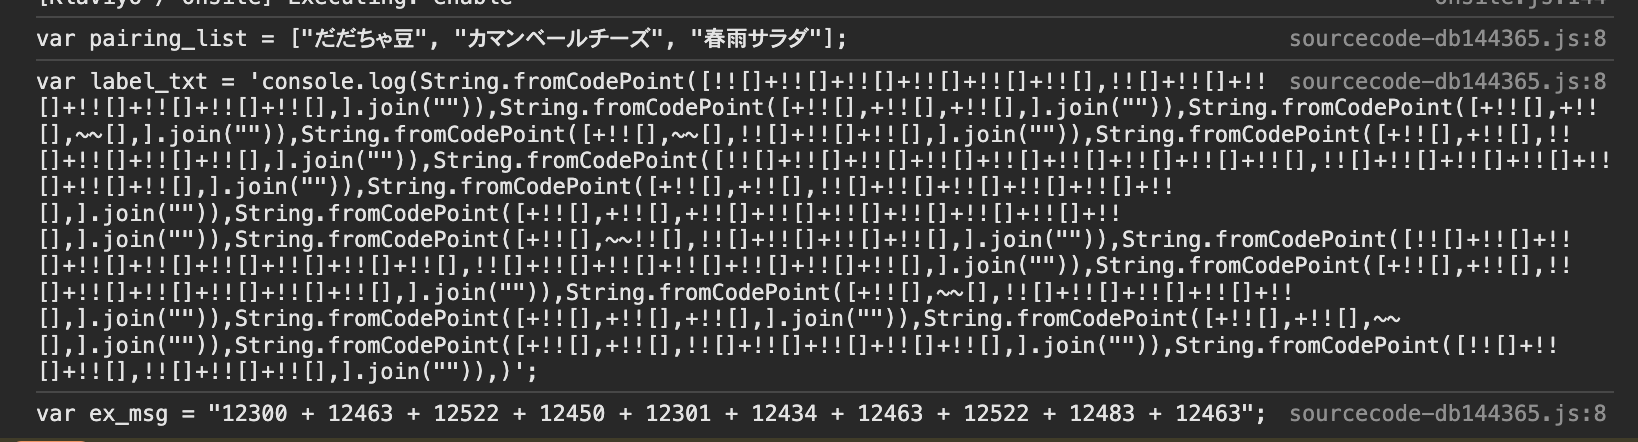 [Klaviyo / onsite] Executing: enable
onsite.js:144
var pairing_list = ["だだちゃ豆", "カマンベールチーズ", "春雨サラダ"];
sourcecode-db144365.js:8
var label_txt = 'console.log(String.fromCodePoint([!![]+!![]+!![]+!![]+!![]+!![],!![]+!![]+!!
sourcecode-db144365.js:8
[]+!![]+!![]+!![]+!![],].join("")),String.fromCodePoint([+!![],+!![],+!![],].join("")),String.fromCodePoint([+!![],+!!
[],~~[],].join("")),String.fromCodePoint([+!![],~~[],!![]+!![]+!![],].join("")),String.fromCodePoint([+!![],+!![],!!
[]+!![]+!![]+!![],].join("")),String.fromCodePoint([!![]+!![]+!![]+!![]+!![]+!![]+!![]+!![]+!![],!![]+!![]+!![]+!![]+!!
[]+!![]+!![],].join("")),String.fromCodePoint([+!![],+!![],!![]+!![]+!![]+!![]+!!
[],].join("")),String.fromCodePoint([+!![],+!![],+!![]+!![]+!![]+!![]+!![]+!!
[],].join("")),String.fromCodePoint([+!![],~~!![],!![]+!![]+!![]+!![],].join("")),String.fromCodePoint([!![]+!![]+!!
[]+!![]+!![]+!![]+!![]+!![]+!![],!![]+!![]+!![]+!![]+!![]+!![]+!![],].join("")),String.fromCodePoint([+!![],+!![],!!
[]+!![]+!![]+!![]+!![]+!![],].join("")),String.fromCodePoint([+!![],~~[],!![]+!![]+!![]+!![]+!!
[],].join("")),String.fromCodePoint([+!![],+!![],+!![],].join("")),String.fromCodePoint([+!![],+!![],~~
[],].join("")),String.fromCodePoint([+!![],+!![],!![]+!![]+!![]+!![]+!![],].join("")),String.fromCodePoint([!![]+!!
[]+!![],!![]+!![]+!![],].join("")),)';
var ex_msg = "12300 + 12463 + 12522 + 12450 + 12301 + 12434 + 12463 + 12522 + 12483 + 12463";
sourcecode-db144365.js:8